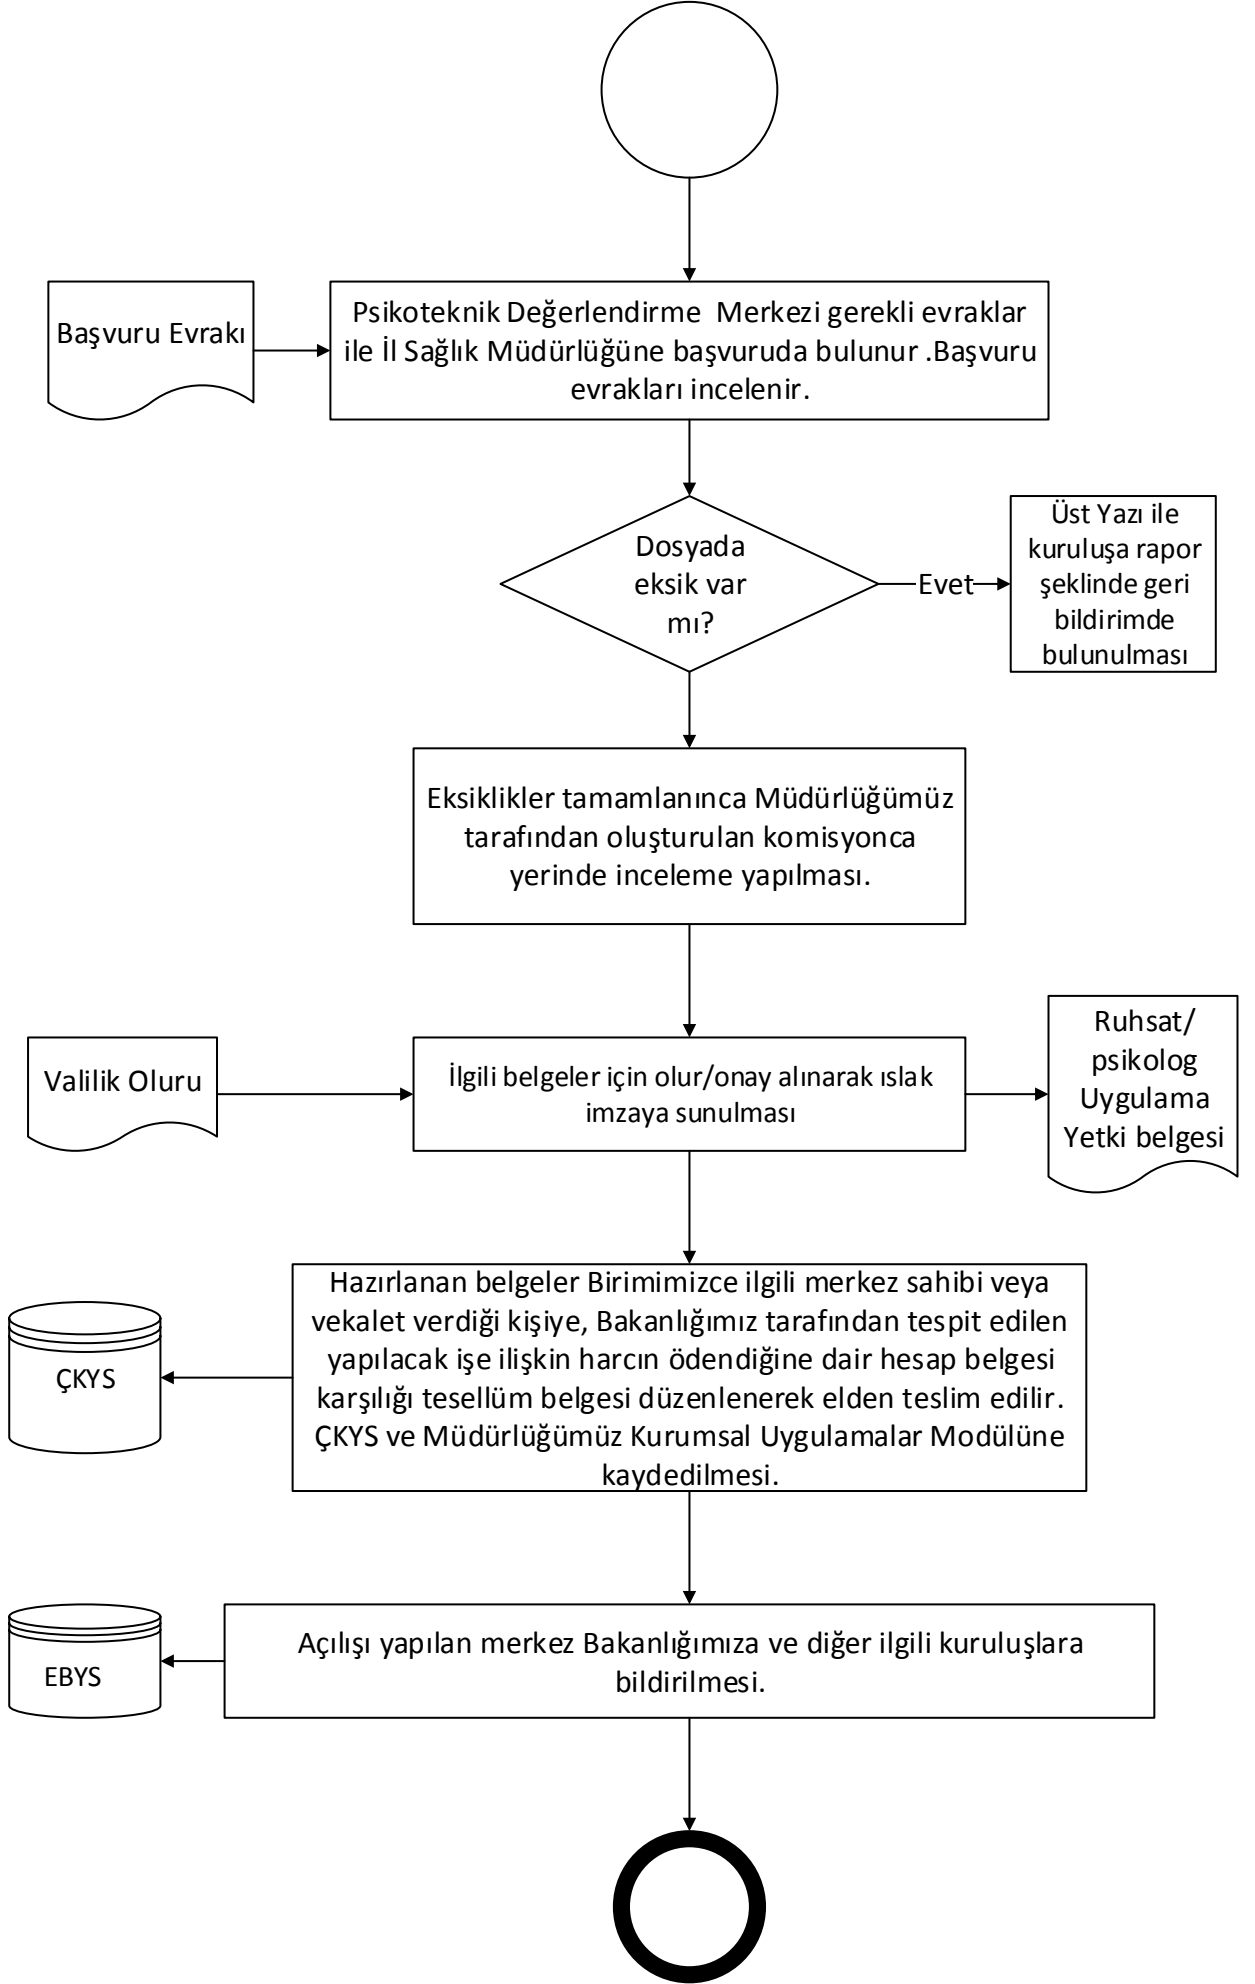 Başvuru Evrakı
Psikoteknik Değerlendirme  Merkezi gerekli evraklar
ile İl Sağlık Müdürlüğüne başvuruda bulunur .Başvuru
evrakları incelenir.
Dosyada
eksik var
mı?
Evet
Üst Yazı ile
kuruluşa rapor
şeklinde geri
bildirimde
bulunulması
Eksiklikler tamamlanınca Müdürlüğümüz
tarafından oluşturulan komisyonca
yerinde inceleme yapılması.
Valilik Oluru
İlgili belgeler için olur/onay alınarak ıslak
imzaya sunulması
Ruhsat/
psikolog
Uygulama
Yetki belgesi
Hazırlanan belgeler Birimimizce ilgili merkez sahibi veya
vekalet verdiği kişiye, Bakanlığımız tarafından tespit edilen
yapılacak işe ilişkin harcın ödendiğine dair hesap belgesi
karşılığı tesellüm belgesi düzenlenerek elden teslim edilir.
ÇKYS ve Müdürlüğümüz Kurumsal Uygulamalar Modülüne
kaydedilmesi.
ÇKYS
Açılışı yapılan merkez Bakanlığımıza ve diğer ilgili kuruluşlara
bildirilmesi.
EBYS